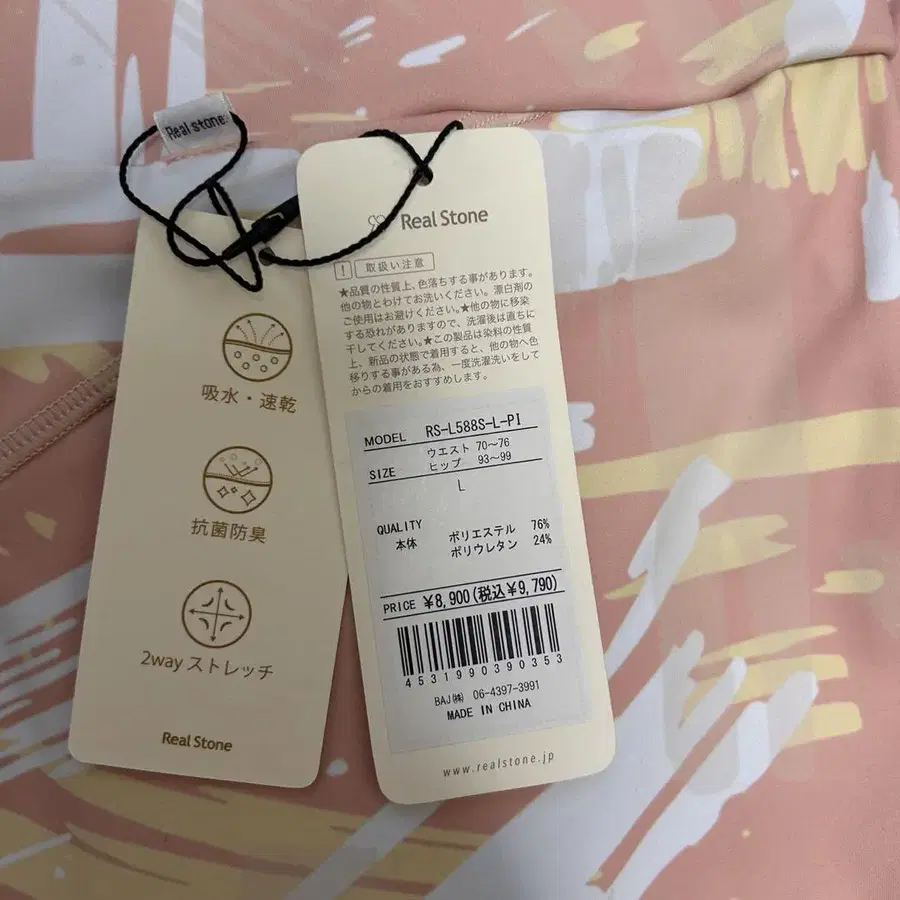 Real stone.
吸水・速乾
抗菌防臭
2way ストレッチ
Real Stone
Real Stone
! 取扱い注意
★品質の性質上、色落ちする事があります。
他の物とわけてお洗いください。漂白剤の
ご使用はお避けください。★他の物に移染
する恐れがありますので、洗濯後は直ちに
干してください。★この製品は染料の性質
上、新品の状態で着用すると、他の物へ色
移りする事がある為、一度洗濯洗いをして
からの着用をおすすめします。
MODEL RS-L588S-L-PI
SIZE ウエスト 70～76
ヒップ 93～99
L
QUALITY
本体 ポリエステル 76%
ポリウレタン 24%
PRICE ¥8,900(税込¥9,790)
4531990390353
BAJ㈱ 06-4397-3991
MADE IN CHINA
www.realstone.jp